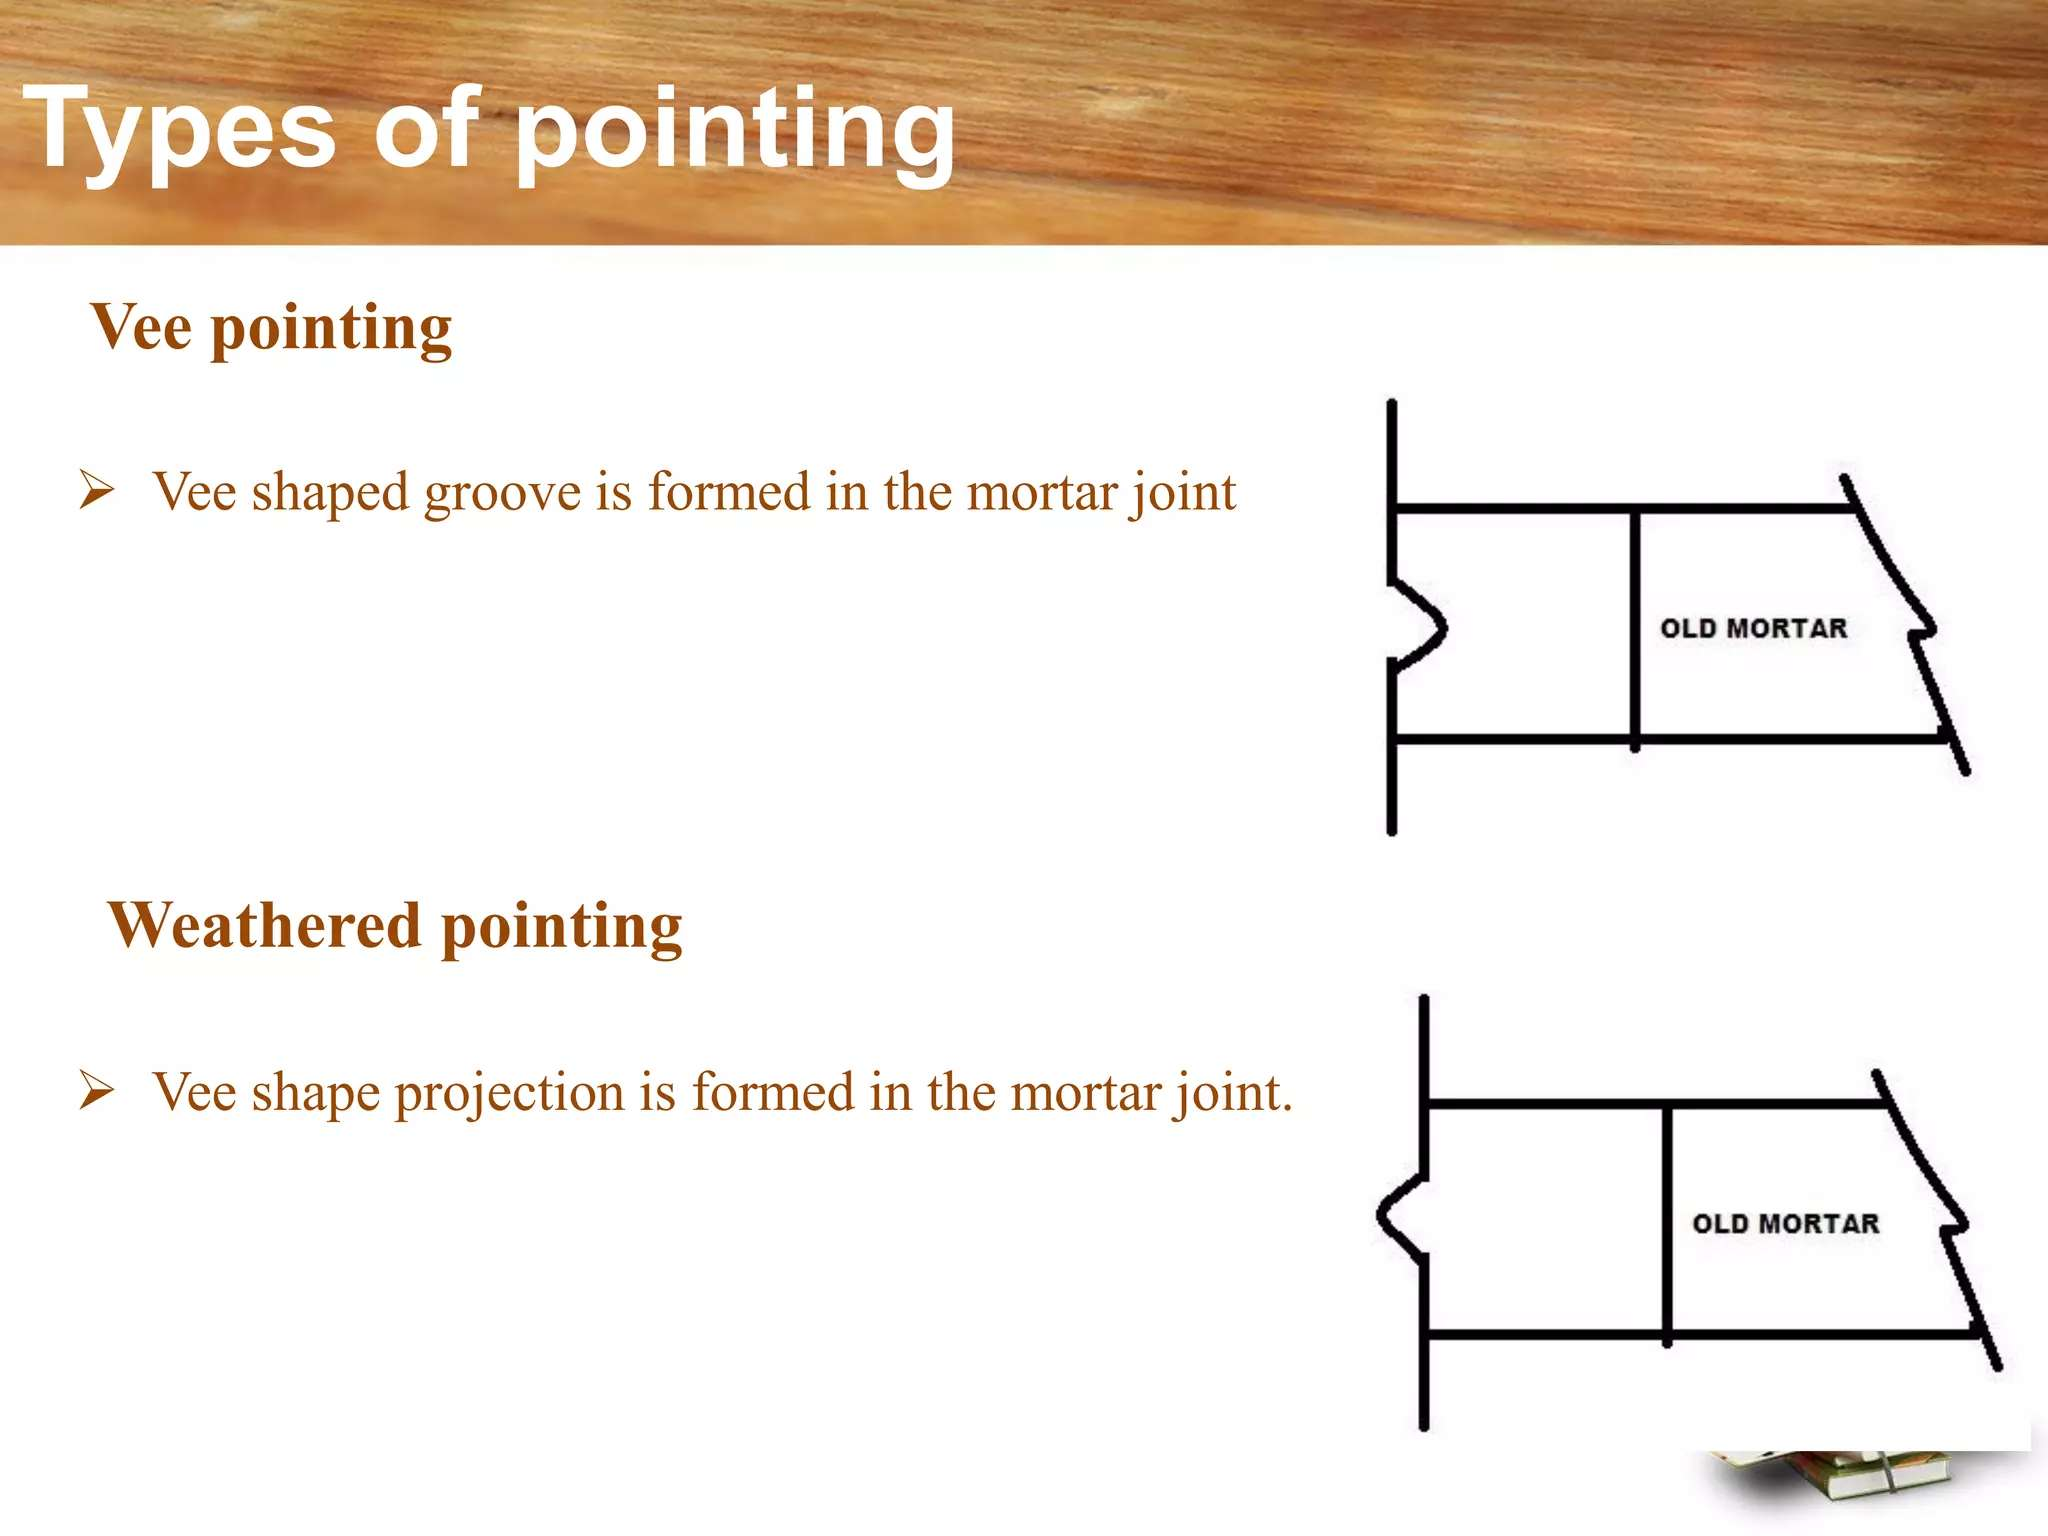 Types of pointing
Vee pointing
➢ Vee shaped groove is formed in the mortar joint
OLD MORTAR
Weathered pointing
➢ Vee shape projection is formed in the mortar joint.
OLD MORTAR